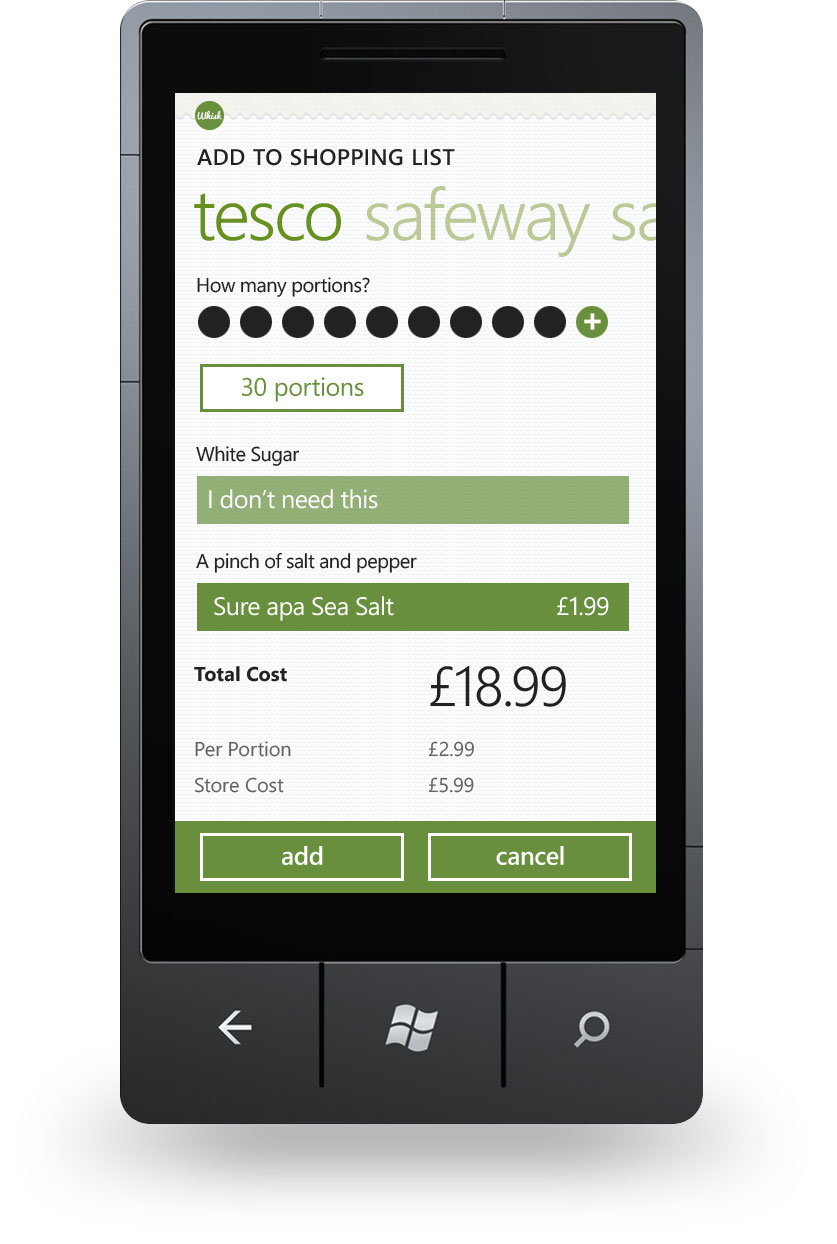 Whisk
ADD TO SHOPPING LIST
tesco safeway sa
How many portions?
30 portions
White Sugar
I don’t need this
A pinch of salt and pepper
Sure apa Sea Salt £1.99
Total Cost £18.99
Per Portion £2.99
Store Cost £5.99
add cancel